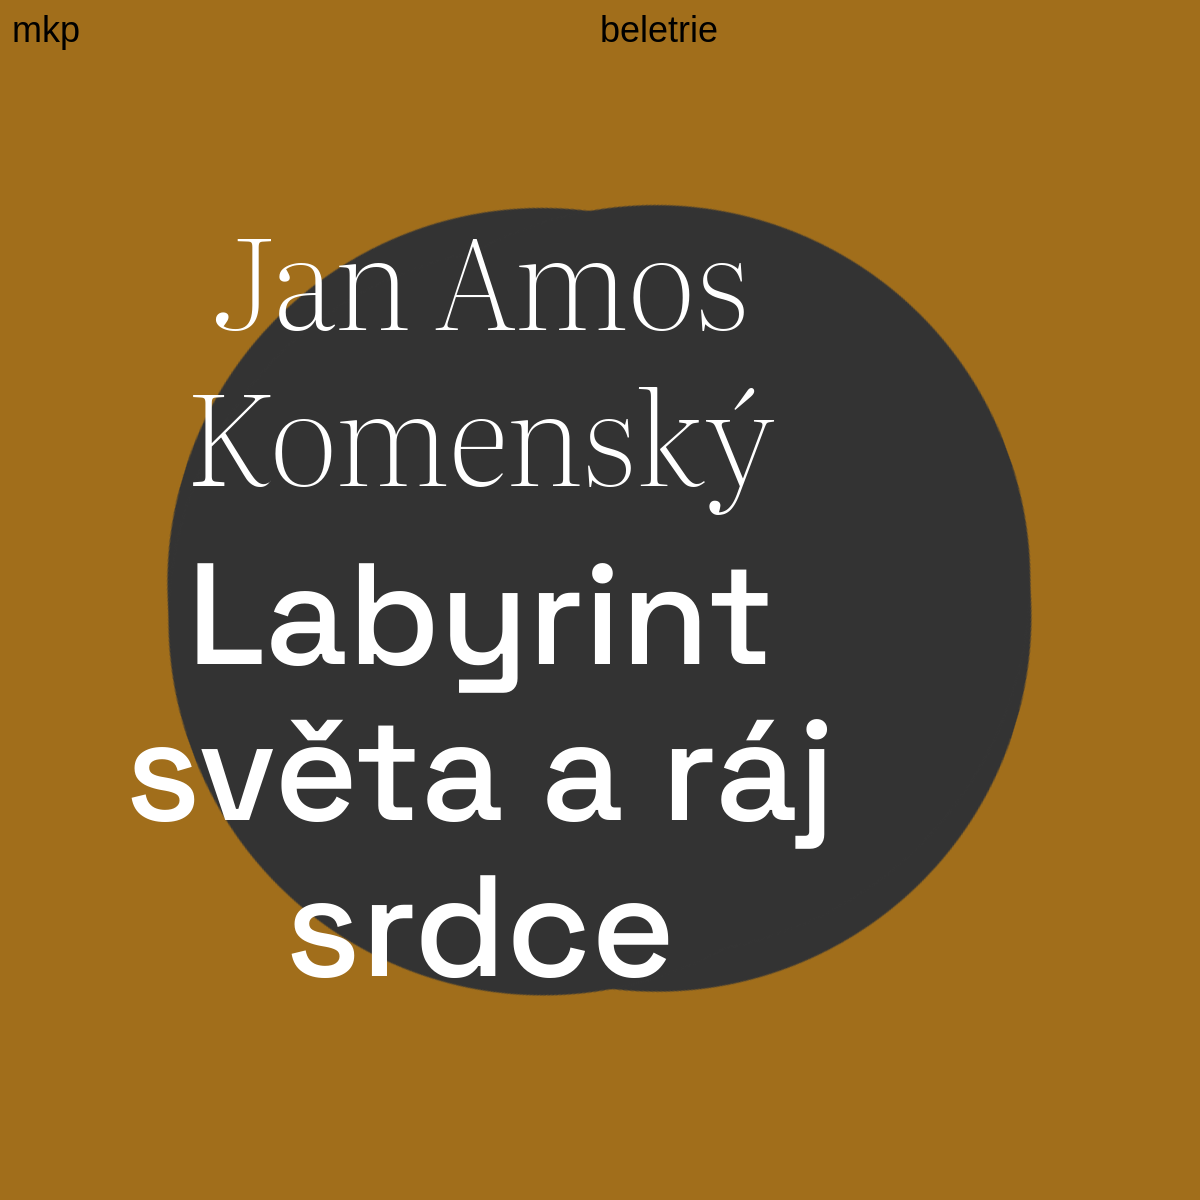 mkp
beletrie
Jan Amos
Komenský
Labyrint
světa a ráj
srdce